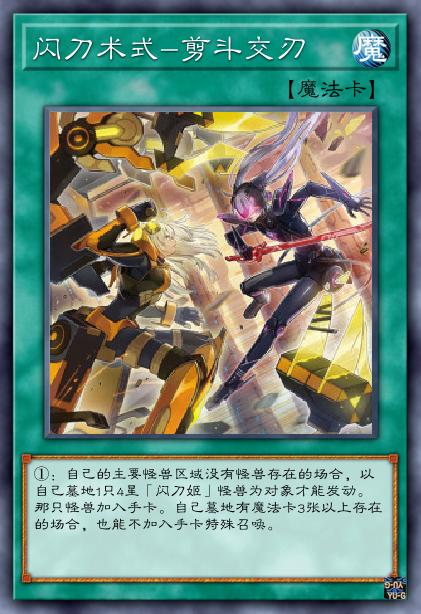 闪刀术式-剪斗交刃
魔
【魔法卡】
①：自己的主要怪兽区域没有怪兽存在的场合，以
自己墓地1只4星「闪刀姬」怪兽为对象才能发动。
那只怪兽加入手卡。自己墓地有魔法卡3张以上存在
的场合，也能不加入手卡特殊召唤。
YU-G